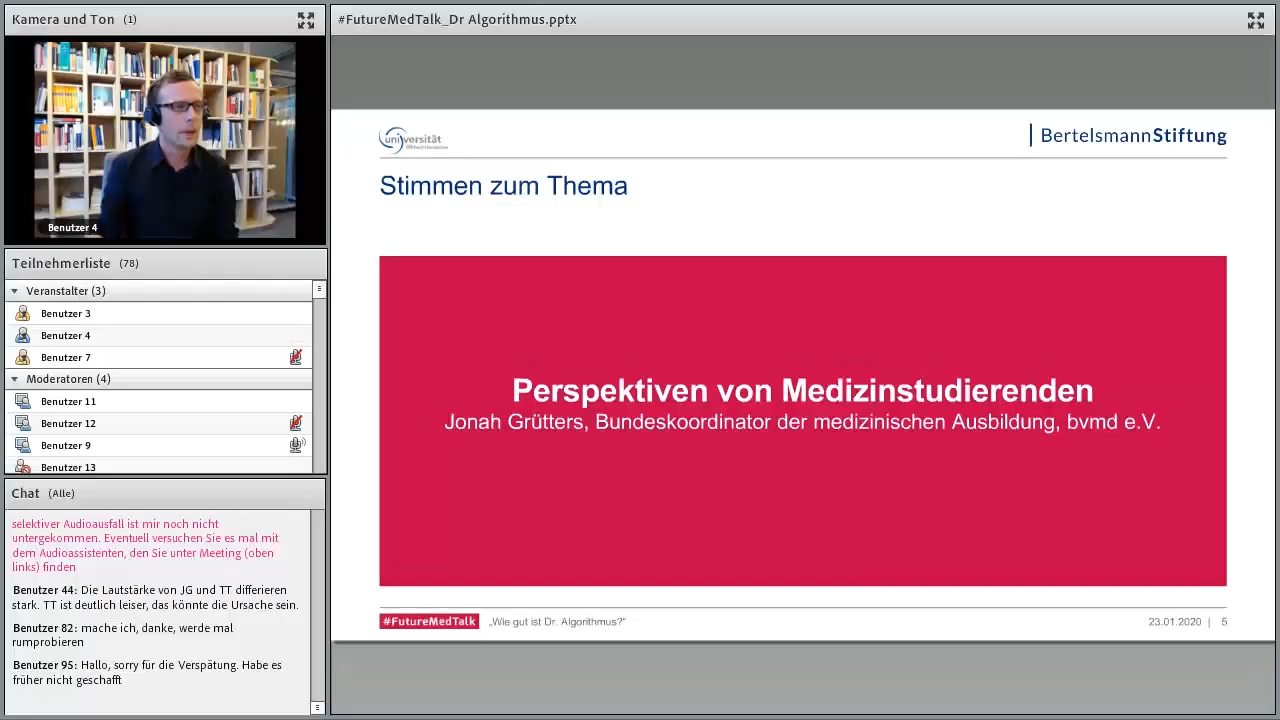 Kamera und Ton (1)
Benutzer 4
Teilnehmerliste (78)
Veranstalter (3)
Benutzer 3
Benutzer 4
Benutzer 7
Moderatoren (4)
Benutzer 11
Benutzer 12
Benutzer 9
Benutzer 13
Chat (Alle)
selektiver Audioausfall ist mir noch nicht
untergekommen. Eventuell versuchen Sie es mal mit
dem Audioassistenten, den Sie unter Meeting (oben
links) finden
Benutzer 44: Die Lautstärke von JG und TT differieren
stark. TT ist deutlich leiser, das könnte die Ursache sein.
Benutzer 82: mache ich, danke, werde mal
rumprobieren
Benutzer 95: Hallo, sorry für die Verspätung. Habe es
früher nicht geschafft
#FutureMedTalk_Dr Algorithmus.pptx
universität
BertelsmannStiftung
Stimmen zum Thema
Perspektiven von Medizinstudierenden
Jonah Grütters, Bundeskoordinator der medizinischen Ausbildung, bvmd e.V.
#FutureMedTalk „Wie gut ist Dr. Algorithmus?“ 23.01.2020 | 5